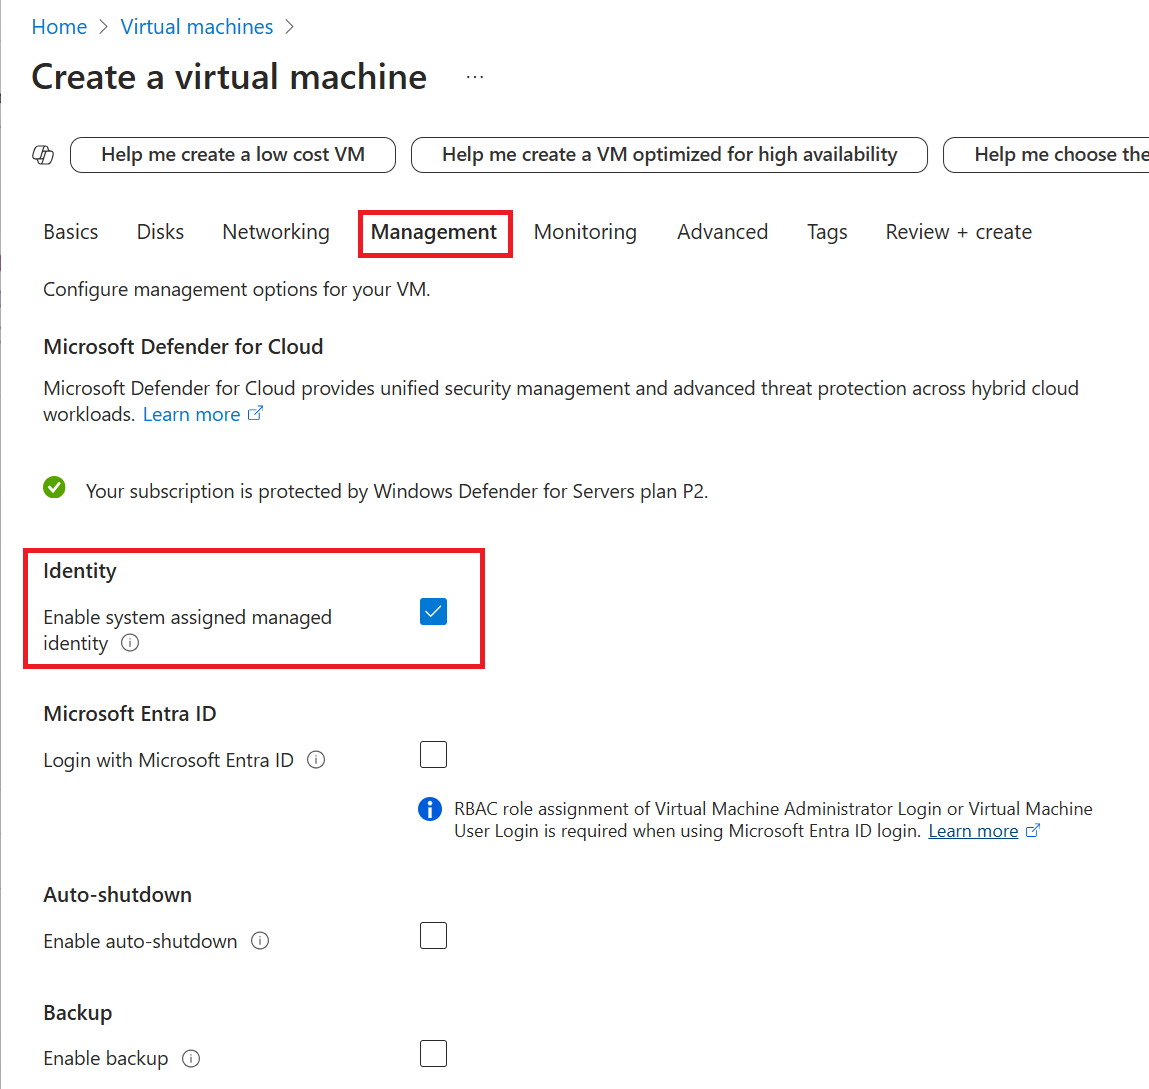 Home > Virtual machines >
Create a virtual machine ...
Help me create a low cost VM Help me create a VM optimized for high availability Help me choose the
Basics Disks Networking Management Monitoring Advanced Tags Review + create
Configure management options for your VM.
Microsoft Defender for Cloud
Microsoft Defender for Cloud provides unified security management and advanced threat protection across hybrid cloud
workloads. Learn more
Your subscription is protected by Windows Defender for Servers plan P2.
Identity
Enable system assigned managed
identity
Microsoft Entra ID
Login with Microsoft Entra ID
RBAC role assignment of Virtual Machine Administrator Login or Virtual Machine
User Login is required when using Microsoft Entra ID login. Learn more
Auto-shutdown
Enable auto-shutdown
Backup
Enable backup